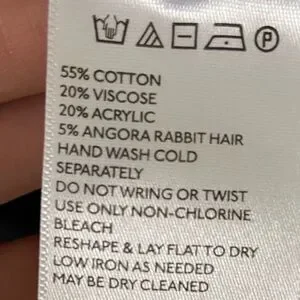 P
55% COTTON
20% VISCOSE
20% ACRYLIC
5% ANGORA RABBIT HAIR
HAND WASH COLD
SEPARATELY
DO NOT WRING OR TWIST
USE ONLY NON-CHLORINE
BLEACH
RESHAPE & LAY FLAT TO DRY
LOW IRON AS NEEDED
MAY BE DRY CLEANED